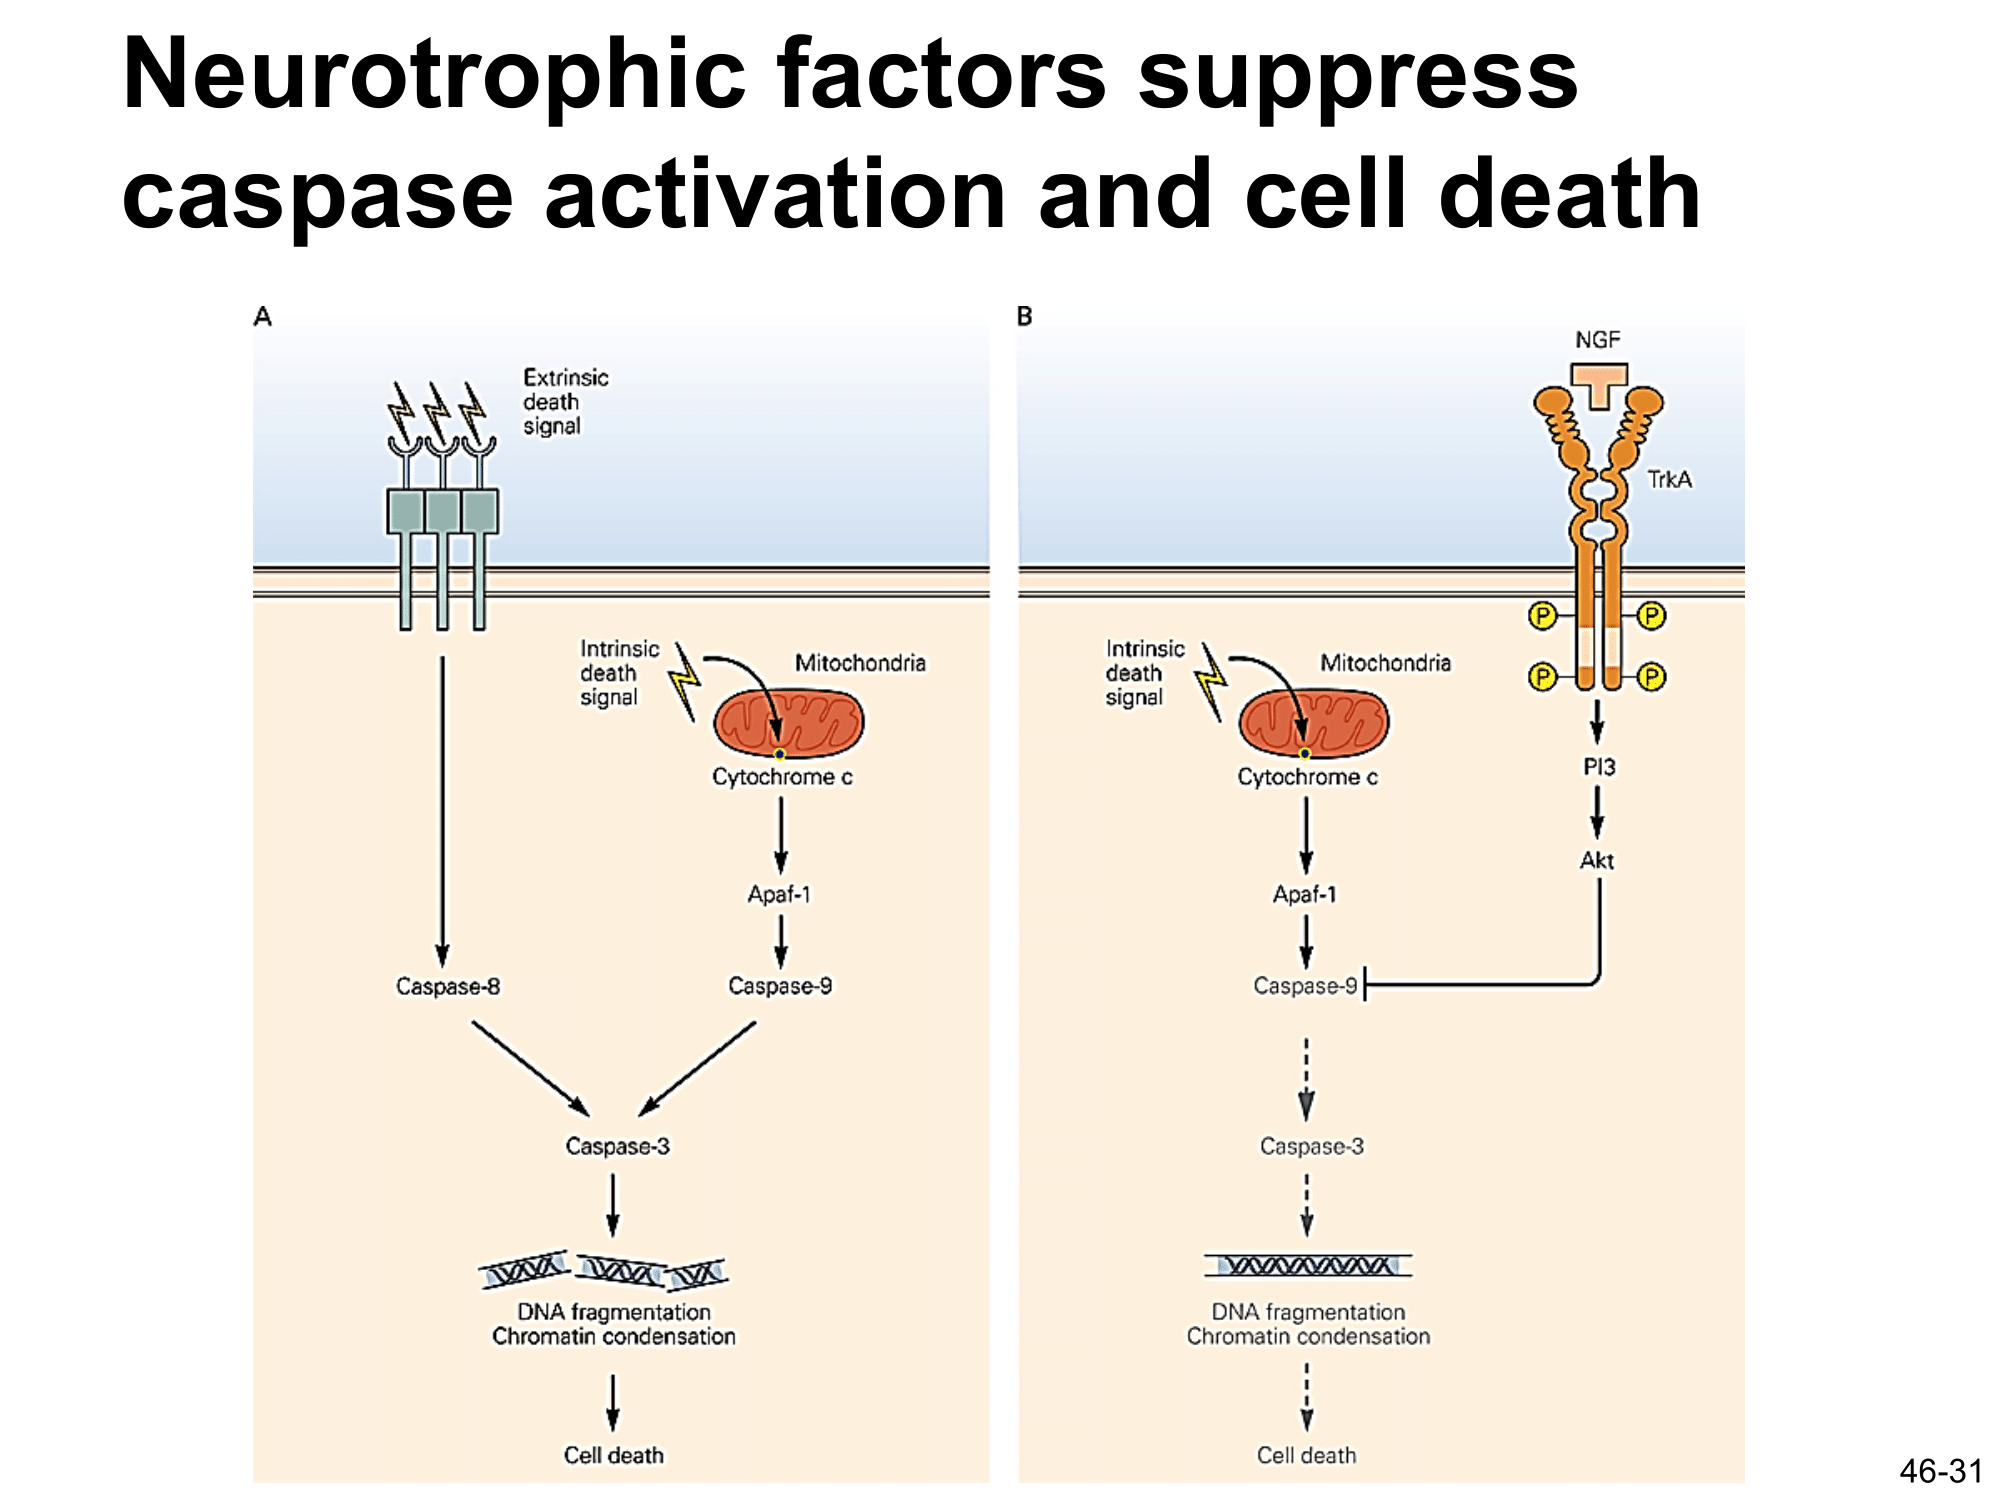 Neurotrophic factors suppress
caspase activation and cell death
A
Extrinsic
death
signal
Intrinsic
death
signal
Mitochondria
Cytochrome c
Apaf-1
Caspase-8
Caspase-9
Caspase-3
DNA fragmentation
Chromatin condensation
Cell death
B
NGF
TrkA
P
P
P
P
Intrinsic
death
signal
Mitochondria
Cytochrome c
PI3
Akt
Apaf-1
Caspase-9
Caspase-3
DNA fragmentation
Chromatin condensation
Cell death
46-31